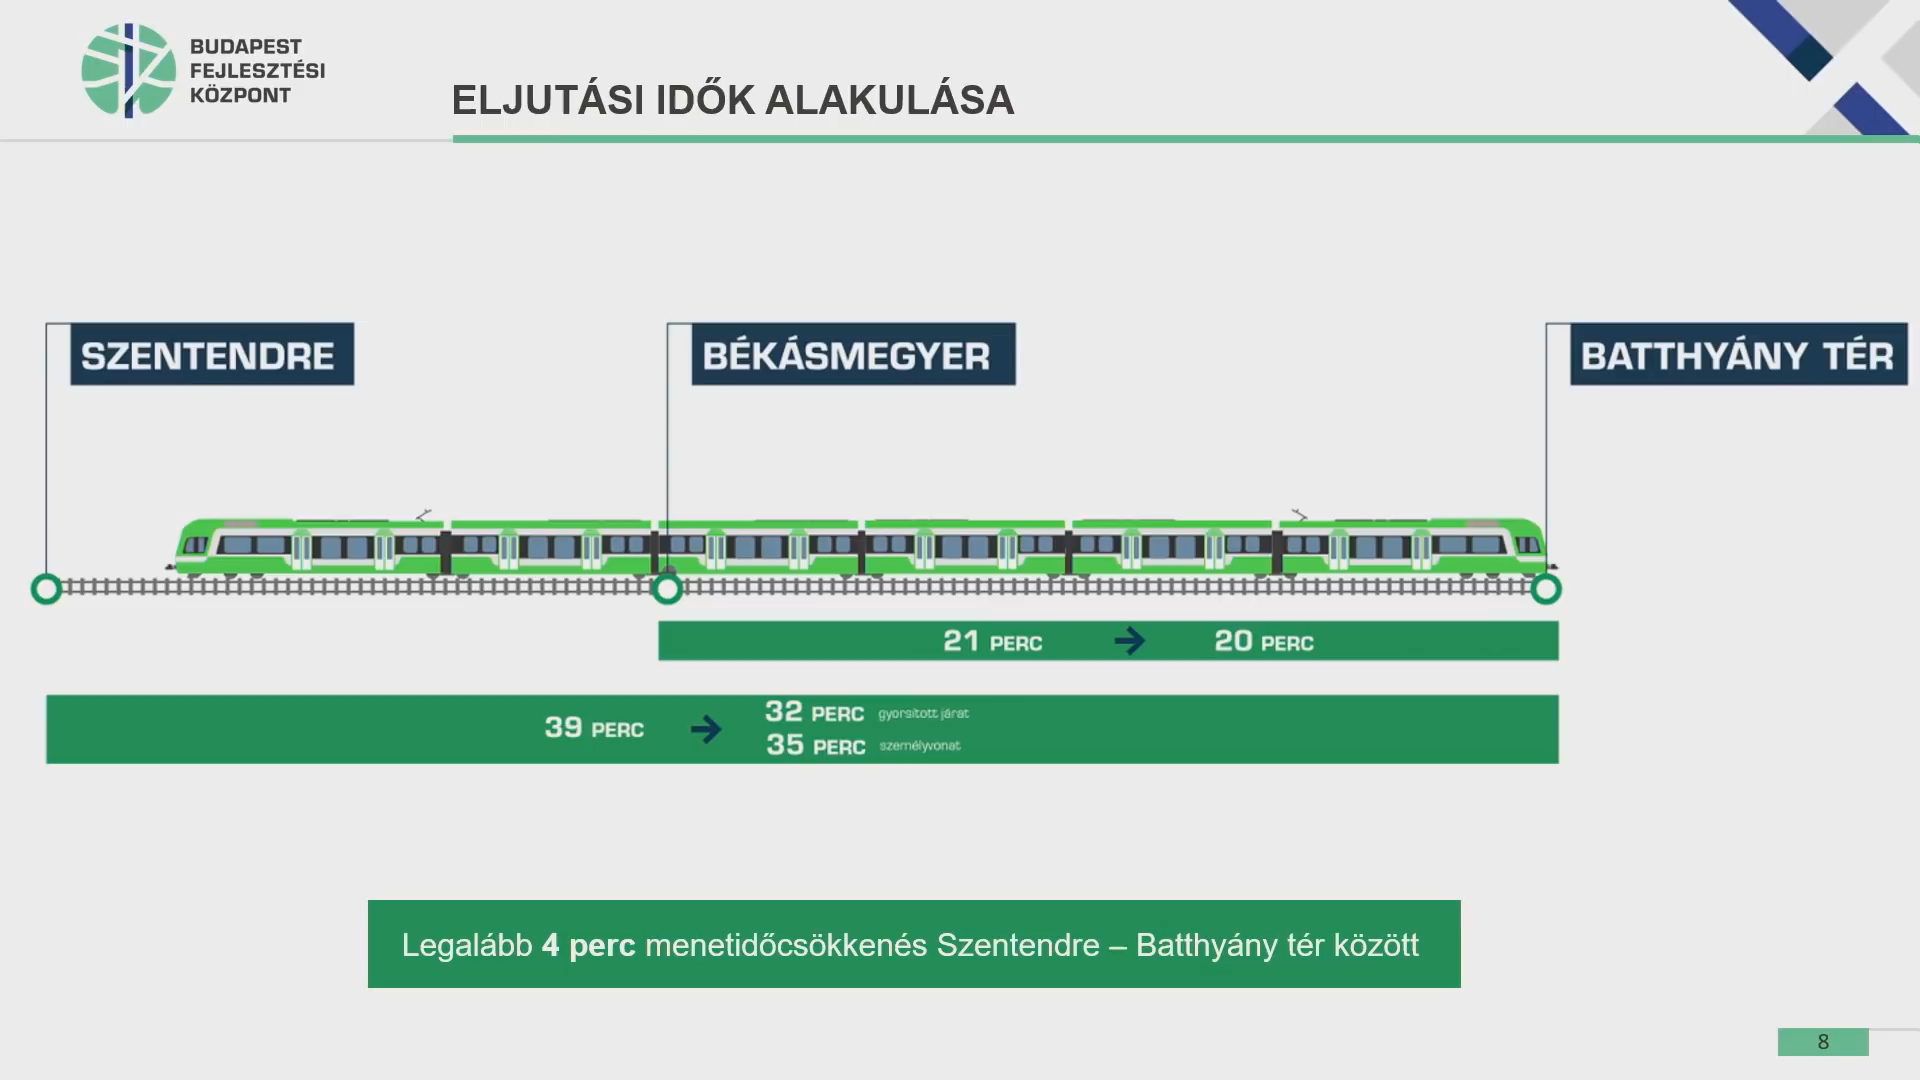 BUDAPEST
FEJLESZTÉSI
KÖZPONT
ELJUTÁSI IDŐK ALAKULÁSA
SZENTENDRE
BÉKÁSMEGYER
BATTHYÁNY TÉR
21 PERC → 20 PERC
39 PERC → 32 PERC gyorsított járat
35 PERC személyvonat
Legalább 4 perc menetidőcsökkenés Szentendre – Batthyány tér között
8